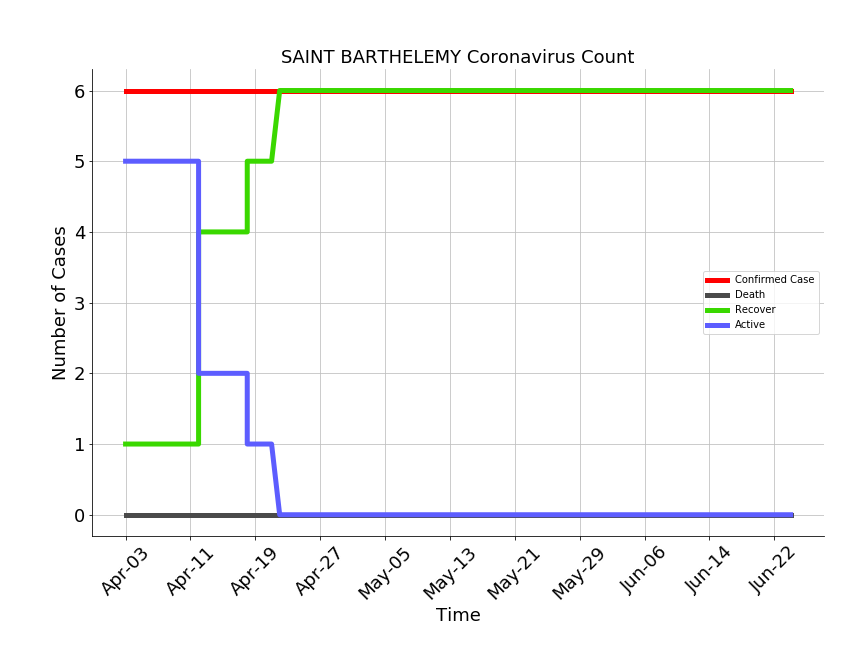 SAINT BARTHELEMY Coronavirus Count
6
5
4
3
2
1
0
Number of Cases
Confirmed Case
Death
Recover
Active
Apr-03
Apr-11
Apr-19
Apr-27
May-05
May-13
May-21
May-29
Jun-06
Jun-14
Jun-22
Time